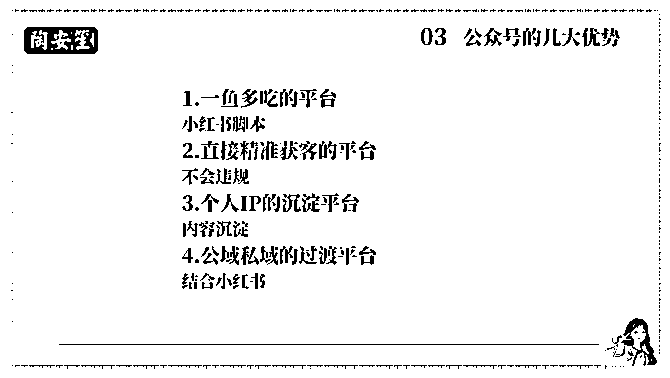 03 公众号的几大优势
1.一鱼多吃的平台
小红书脚本
2.直接精准获客的平台
不会违规
3.个人IP的沉淀平台
内容沉淀
4.公域私域的过渡平台
结合小红书